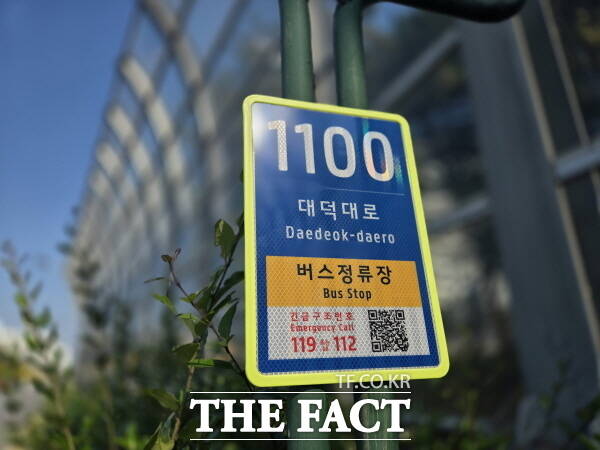 1100
대덕대로
Daedeok-daero
버스정류장
Bus Stop
긴급구조번호
Emergency Call
119 및 112
TF.CO.KR
THE FACT